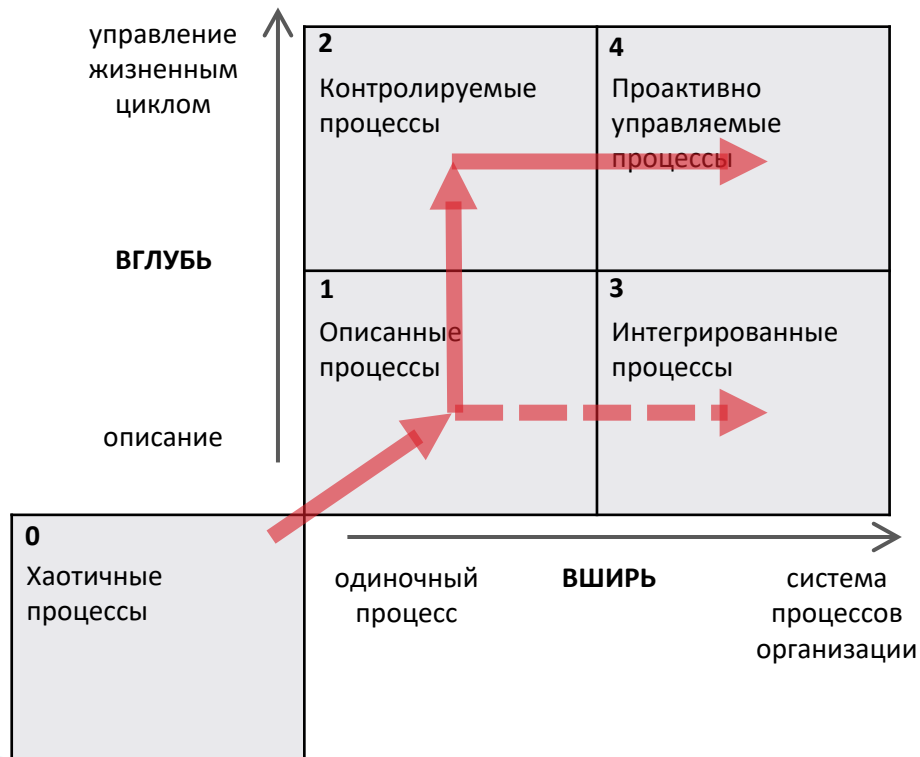 управление
жизненным
циклом
ВГЛУБЬ
описание
2
Контролируемые
процессы
4
Проактивно
управляемые
процессы
1
Описанные
процессы
3
Интегрированные
процессы
0
Хаотичные
процессы
одиночный
процесс
ВШИРЬ
система
процессов
организации